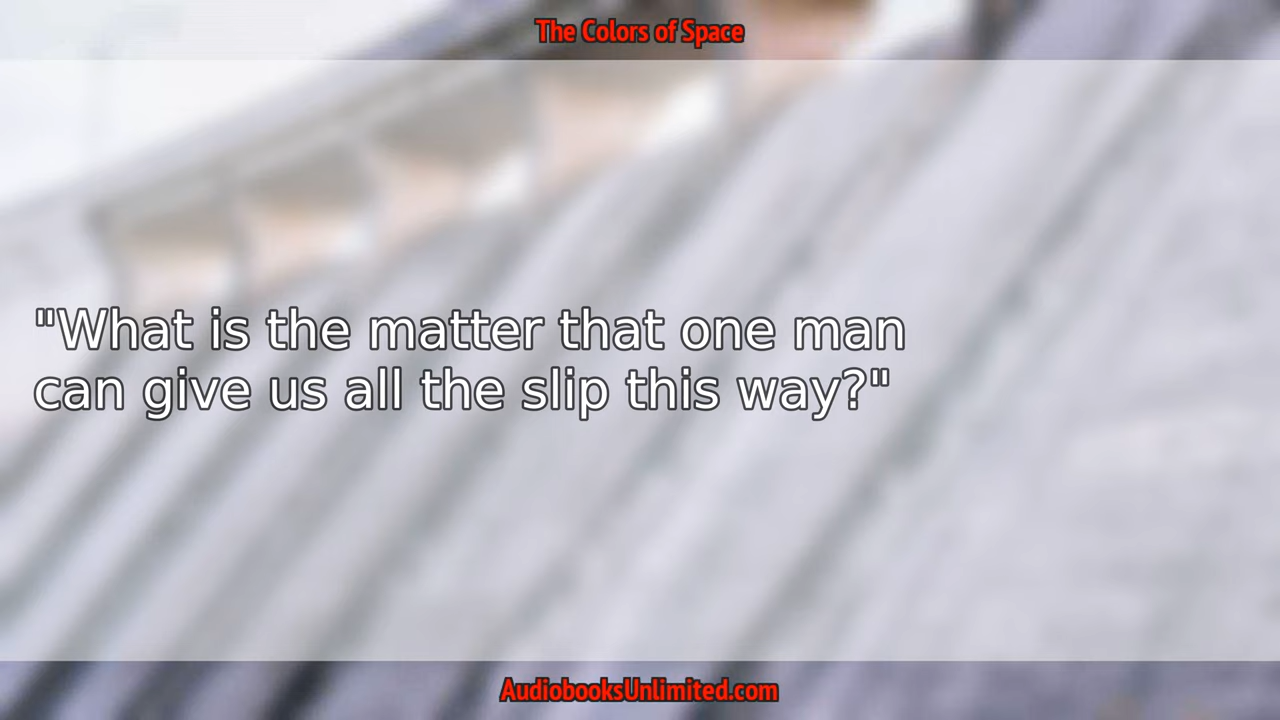 The Colors of Space
"What is the matter that one man
can give us all the slip this way?"
AudiobooksUnlimited.com